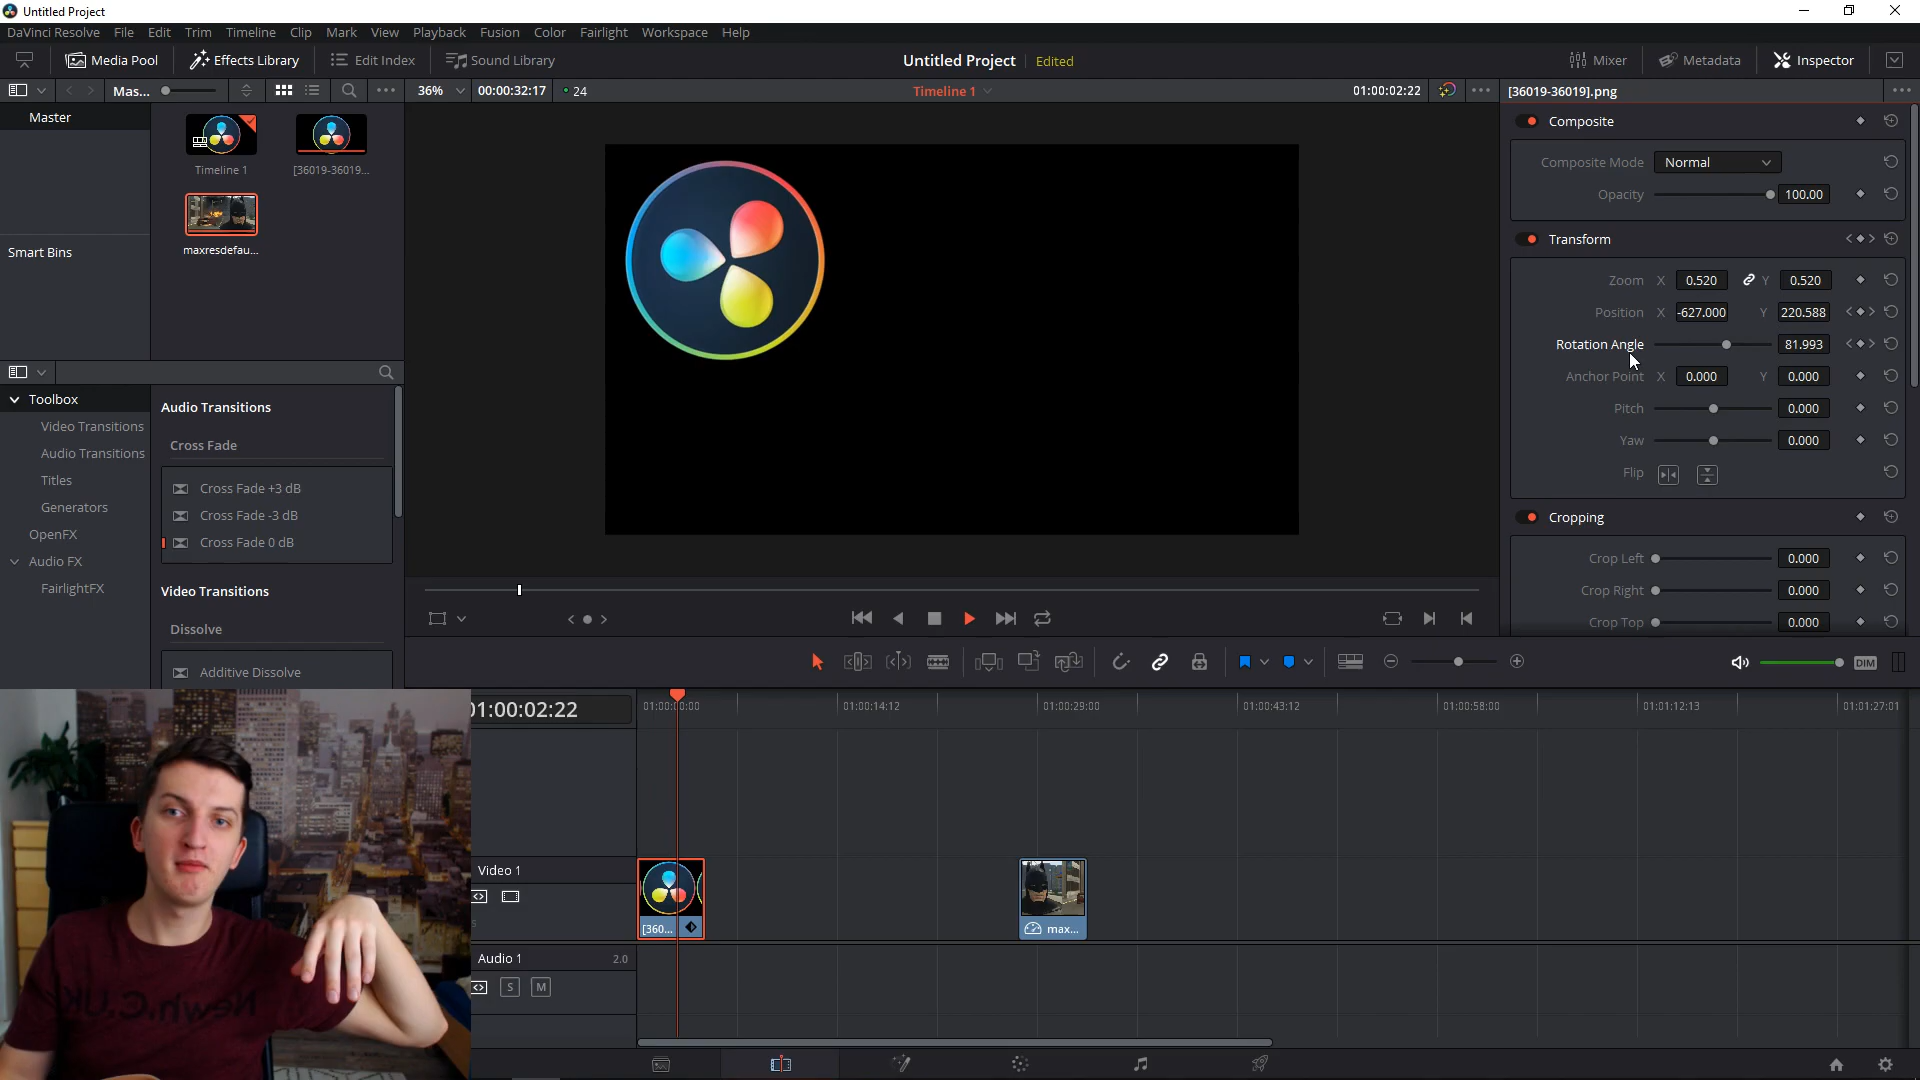 Untitled Project
DaVinci Resolve File Edit Trim Timeline Clip Mark View Playback Fusion Color Fairlight Workspace Help
Media Pool Effects Library Edit Index Sound Library Untitled Project Edited Mixer Metadata Inspector
Mas... 36% 00:00:32:17 24 Timeline 1 01:00:02:22 [36019-36019].png
Master
Timeline 1 [36019-36019...
maxresdefau...
Smart Bins
Composite
Composite Mode Normal
Opacity 100.00
Transform
Zoom X 0.520 Y 0.520
Position X -627.000 Y 220.588
Rotation Angle 81.993
Anchor Point X 0.000 Y 0.000
Pitch 0.000
Yaw 0.000
Flip
Cropping
Crop Left 0.000
Crop Right 0.000
Crop Top 0.000
Toolbox
Video Transitions
Audio Transitions
Titles
Generators
OpenFX
Audio FX
FairlightFX
Audio Transitions
Cross Fade
Cross Fade +3 dB
Cross Fade -3 dB
Cross Fade 0 dB
Video Transitions
Dissolve
Additive Dissolve
DIM
01:00:02:22
01:00:14:12 01:00:29:00 01:00:43:12 01:00:58:00 01:01:12:13 01:01:27:01
Video 1
[360... max...
Audio 1 2.0
S M